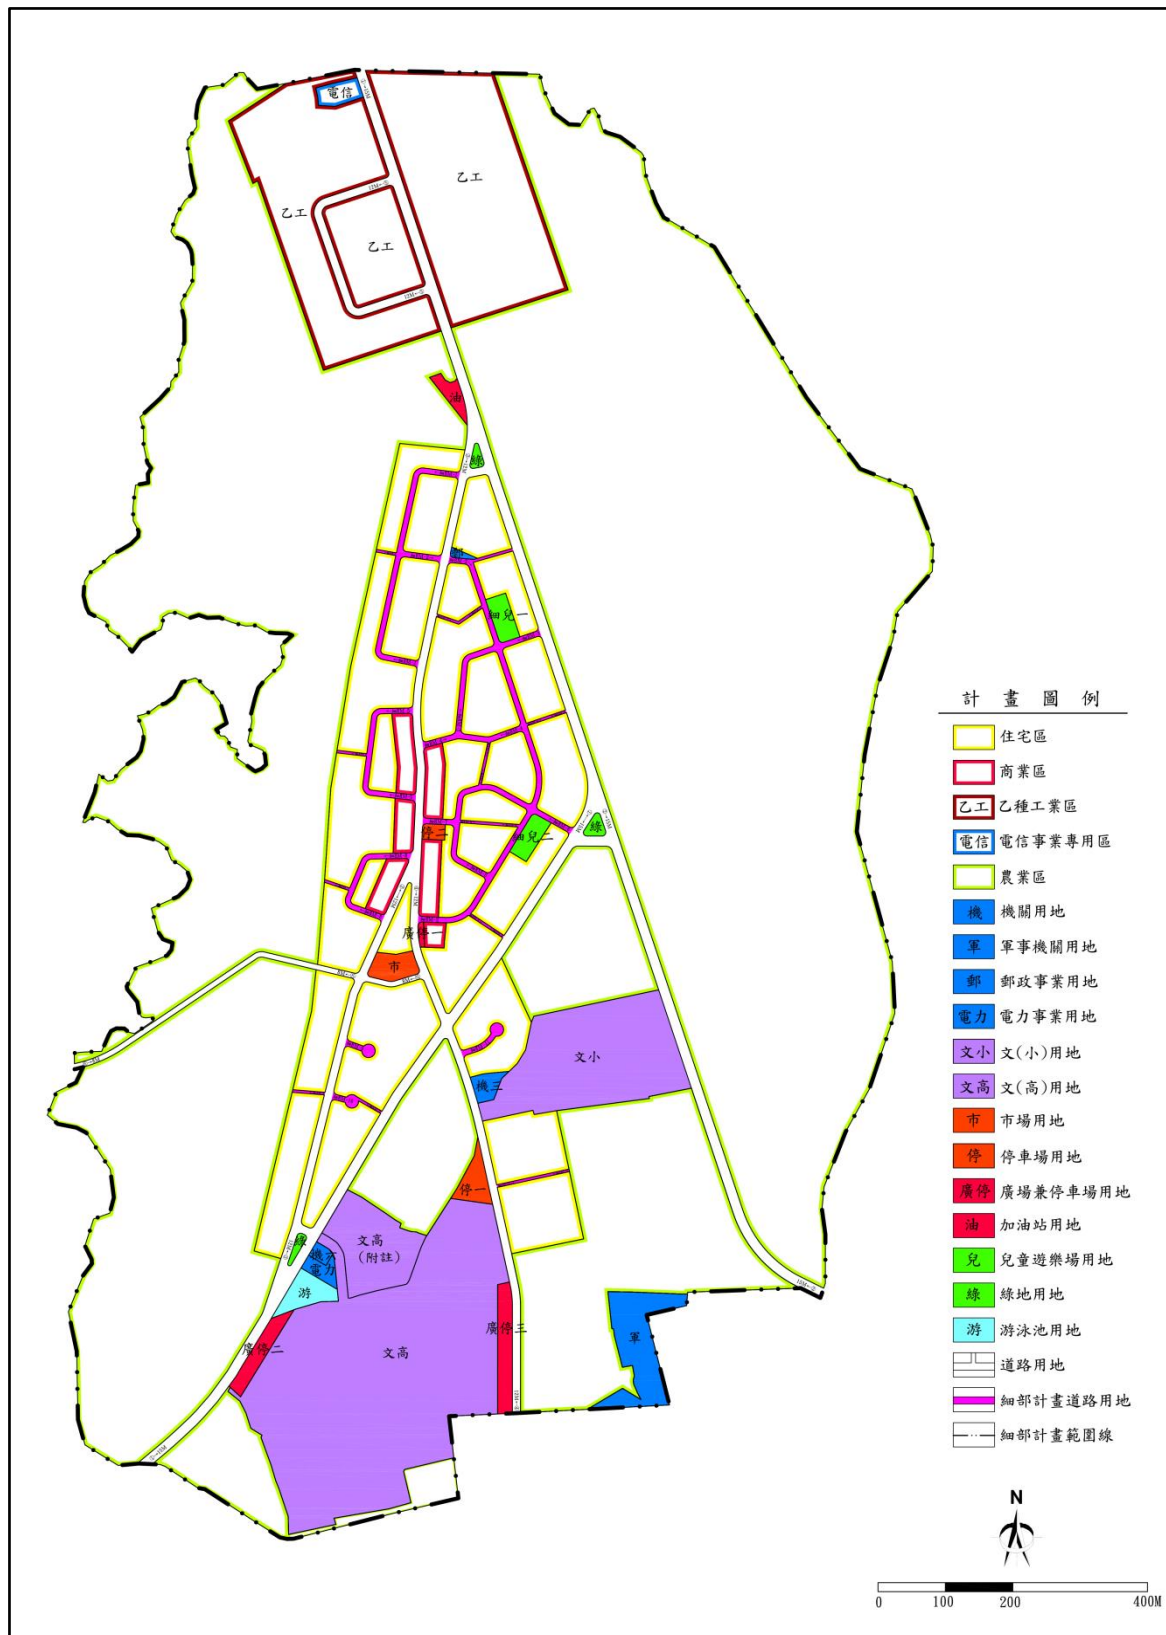 電信
乙工
乙工
乙工
油
綠
郵
細兒一
停二
細兒二
綠
廣停一
市
文小
機三
停一
綠
文高
(附註)
機六
電力
游
廣停二
文高
廣停三
軍
計畫圖例
住宅區
商業區
乙工 乙種工業區
電信 電信事業專用區
農業區
機 機關用地
軍 軍事機關用地
郵 郵政事業用地
電力 電力事業用地
文小 文(小)用地
文高 文(高)用地
市 市場用地
停 停車場用地
廣停 廣場兼停車場用地
油 加油站用地
兒 兒童遊樂場用地
綠 綠地用地
游 游泳池用地
道路用地
細部計畫道路用地
細部計畫範圍線
N
0 100 200 400M